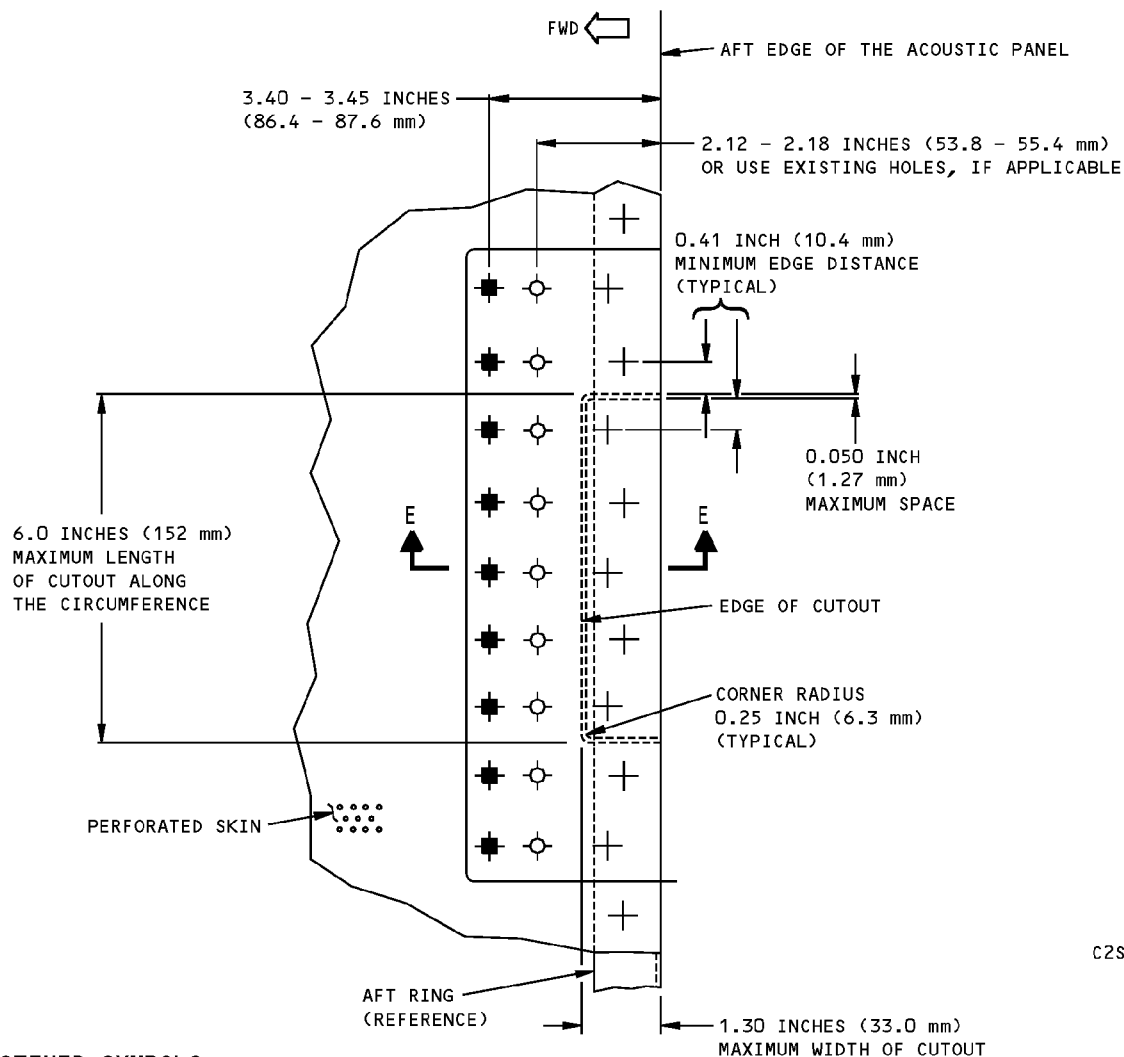 FWD
AFT EDGE OF THE ACOUSTIC PANEL
3.40 - 3.45 INCHES
(86.4 - 87.6 mm)
2.12 - 2.18 INCHES (53.8 - 55.4 mm)
OR USE EXISTING HOLES, IF APPLICABLE
0.41 INCH (10.4 mm)
MINIMUM EDGE DISTANCE
(TYPICAL)
0.050 INCH
(1.27 mm)
MAXIMUM SPACE
6.0 INCHES (152 mm)
MAXIMUM LENGTH
OF CUTOUT ALONG
THE CIRCUMFERENCE
E
E
EDGE OF CUTOUT
CORNER RADIUS
0.25 INCH (6.3 mm)
(TYPICAL)
PERFORATED SKIN
C2S
AFT RING
(REFERENCE)
1.30 INCHES (33.0 mm)
MAXIMUM WIDTH OF CUTOUT